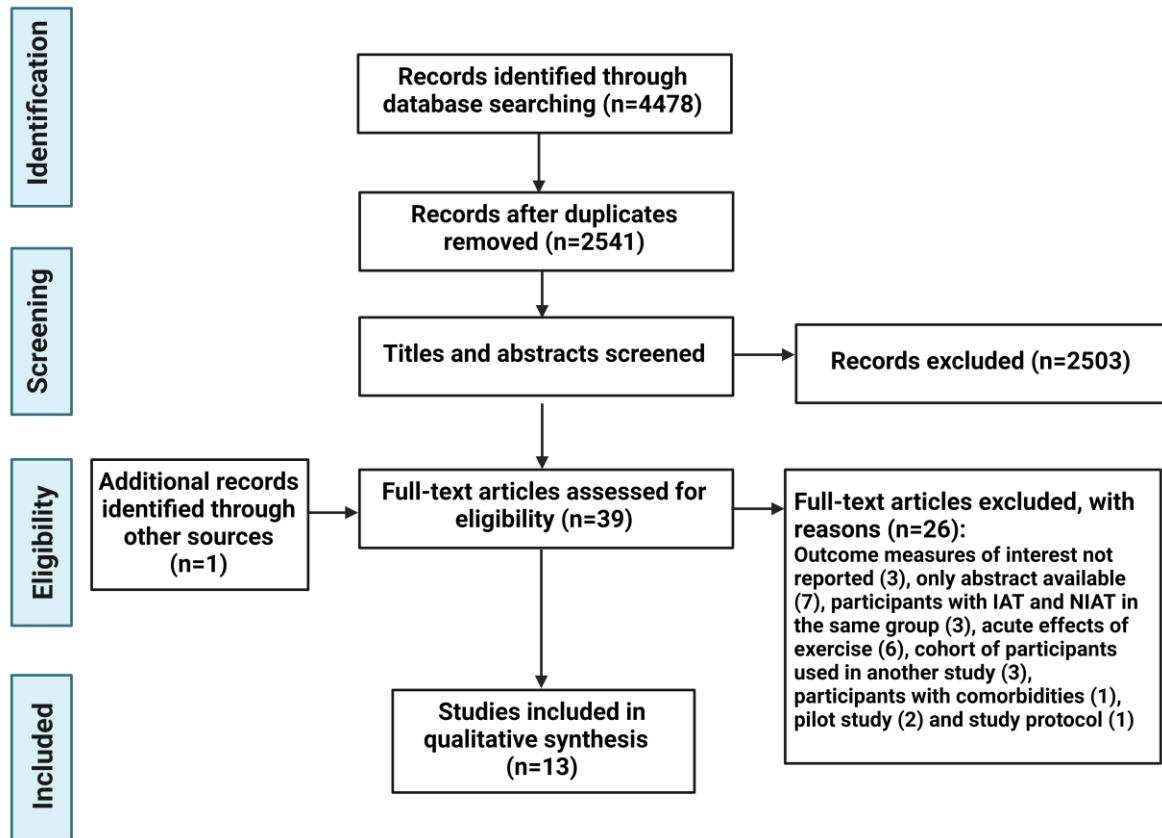 Identification
Records identified through
database searching (n=4478)
Records after duplicates
removed (n=2541)
Screening
Titles and abstracts screened
Records excluded (n=2503)
Eligibility
Additional records
identified through
other sources
(n=1)
Full-text articles assessed for
eligibility (n=39)
Full-text articles excluded, with
reasons (n=26):
Outcome measures of interest not
reported (3), only abstract available
(7), participants with IAT and NIAT in
the same group (3), acute effects of
exercise (6), cohort of participants
used in another study (3),
participants with comorbidities (1),
pilot study (2) and study protocol (1)
Included
Studies included in
qualitative synthesis
(n=13)